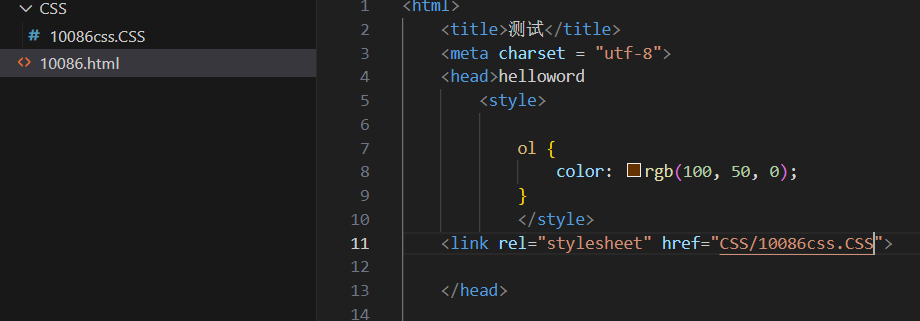 CSS
# 10086css.CSS
<> 10086.html
1 <html>
2 <title>测试</title>
3 <meta charset = "utf-8">
4 <head>helloword
5 <style>
6
7 ol {
8 color: rgb(100, 50, 0);
9 }
10 </style>
11 <link rel="stylesheet" href="CSS/10086css.CSS">
12
13 </head>
14